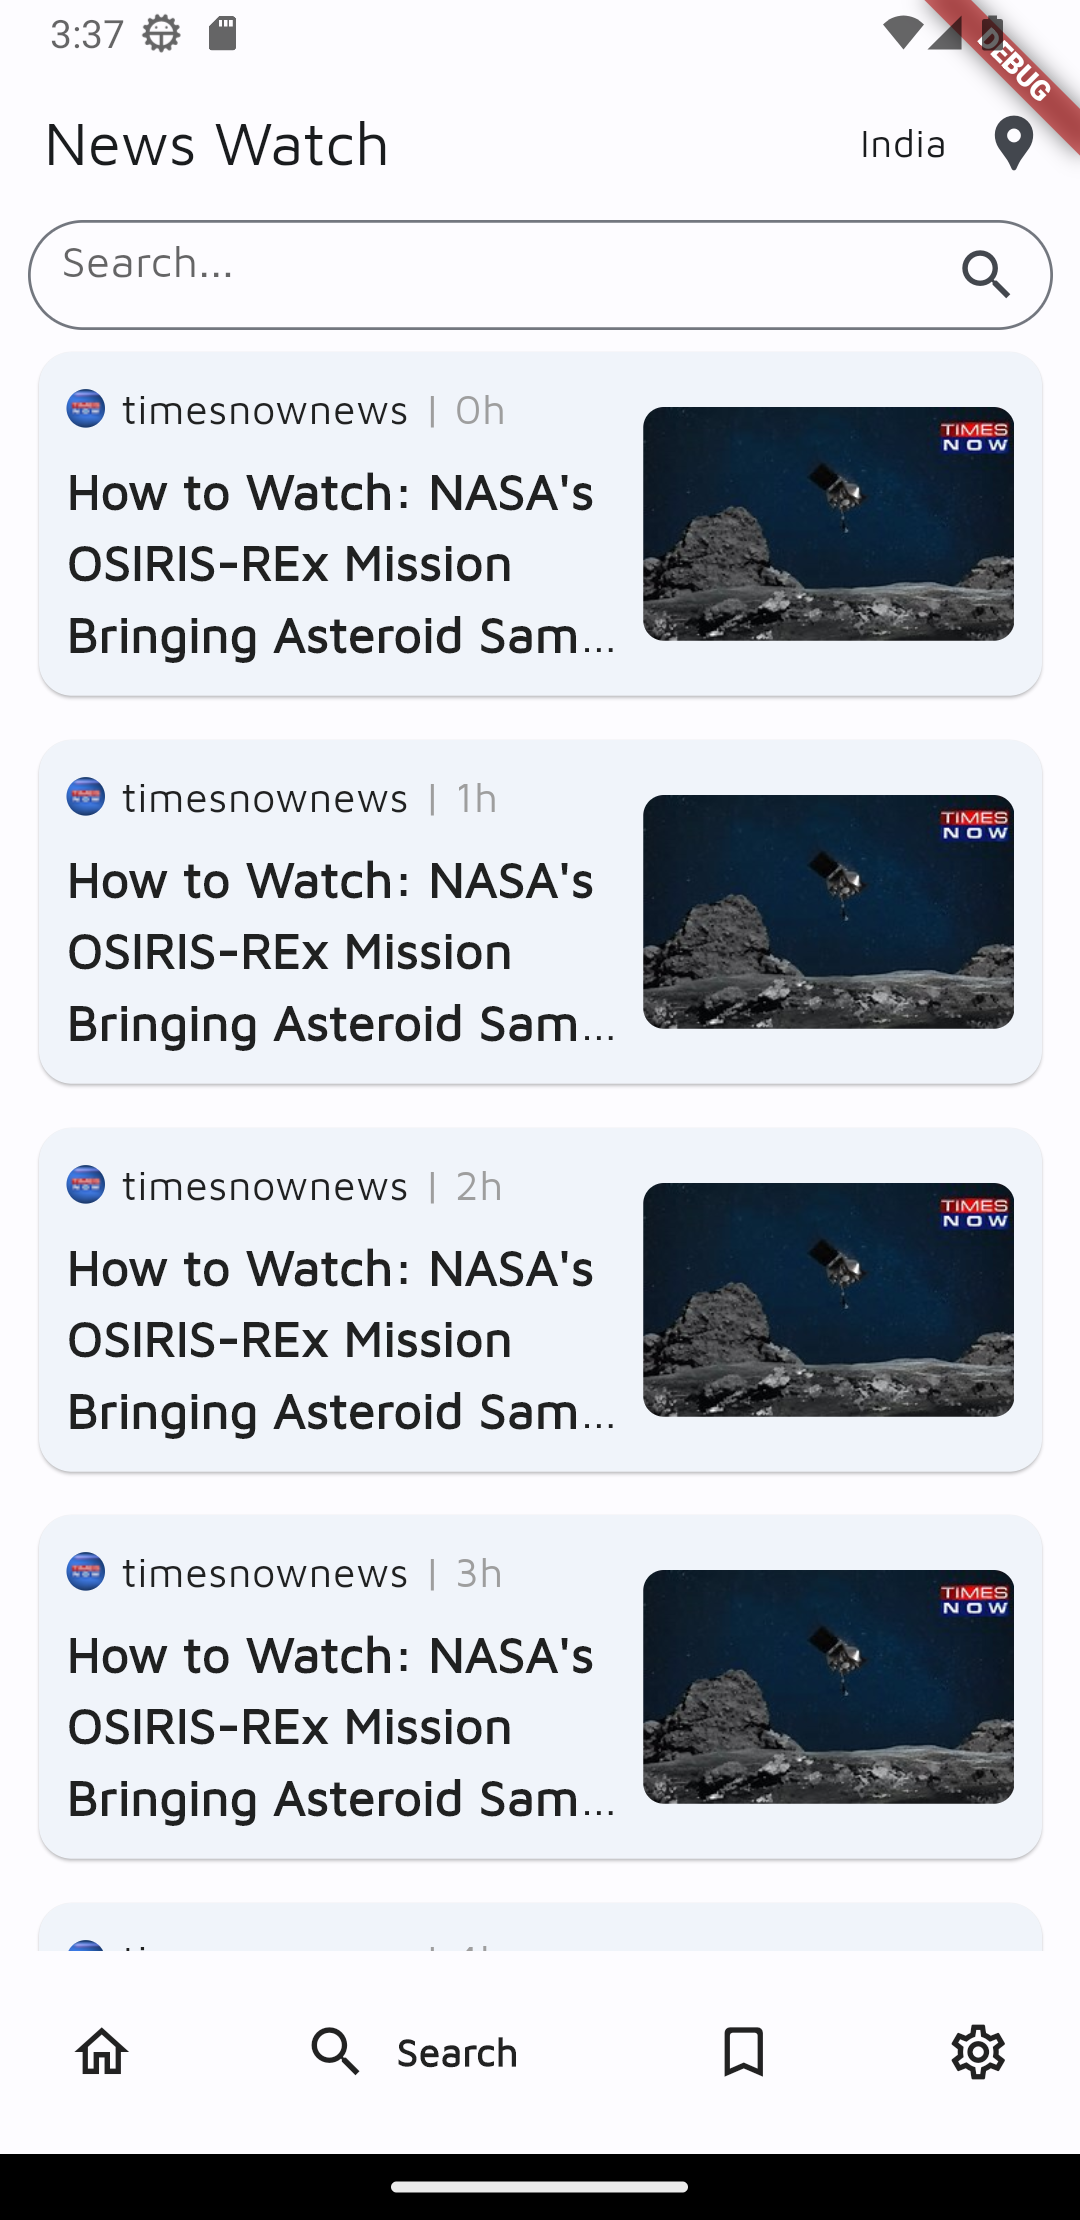 3:37
DEBUG
News Watch
India
Search...
timesnownews | 0h
How to Watch: NASA's
OSIRIS-REx Mission
Bringing Asteroid Sam...
TIMES
NOW
timesnownews | 1h
How to Watch: NASA's
OSIRIS-REx Mission
Bringing Asteroid Sam...
TIMES
NOW
timesnownews | 2h
How to Watch: NASA's
OSIRIS-REx Mission
Bringing Asteroid Sam...
TIMES
NOW
timesnownews | 3h
How to Watch: NASA's
OSIRIS-REx Mission
Bringing Asteroid Sam...
TIMES
NOW
Search